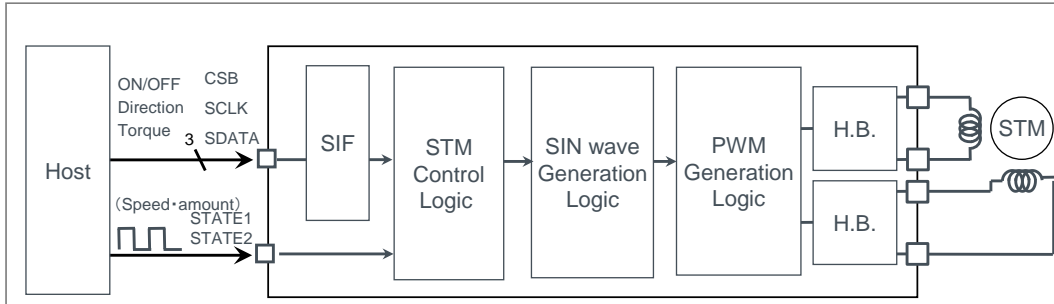 Host
ON/OFF
Direction
Torque
CSB
SCLK
SDATA
3
(Speed・amount)
STATE1
STATE2
SIF
STM
Control
Logic
SIN wave
Generation
Logic
PWM
Generation
Logic
H.B.
H.B.
STM